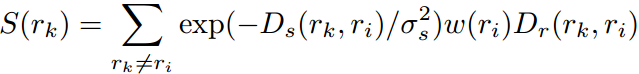 S(r_k) = \sum_{r_k \neq r_i} \exp(-D_s(r_k, r_i)/\sigma_s^2) w(r_i) D_r(r_k, r_i)